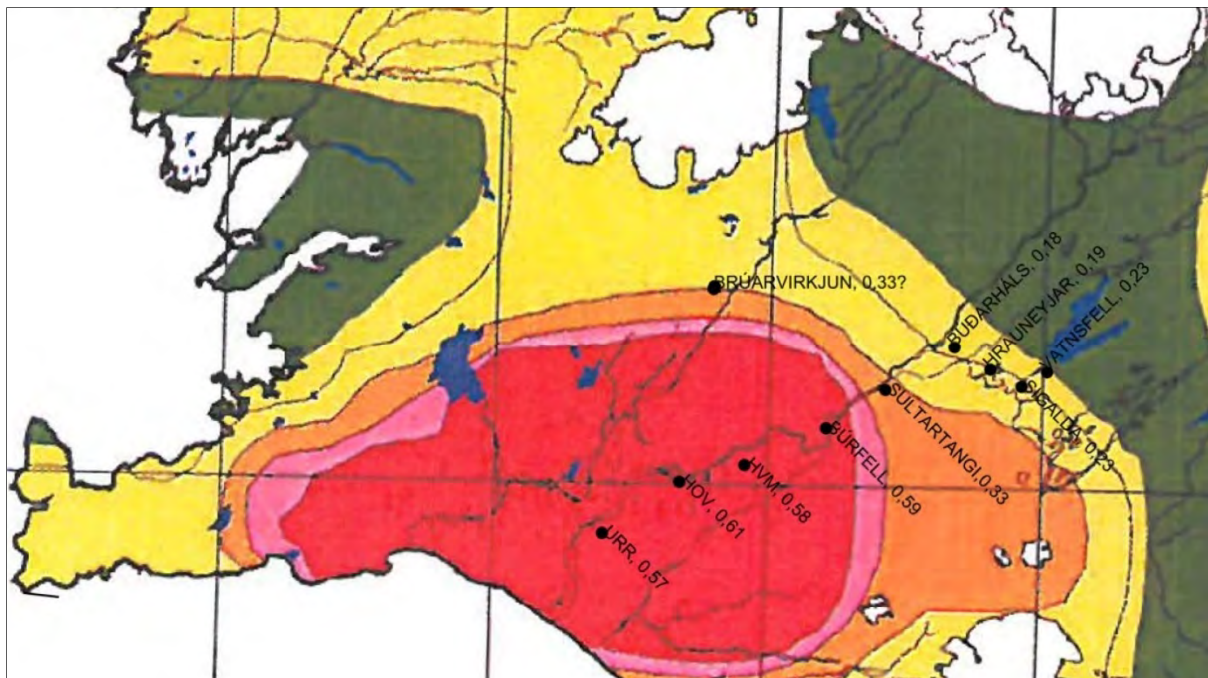 BRÚARVIRKJUN, 0,33?
BUÐARHÁLS, 0,18
HRAUNEYJAR, 0,19
VATNSFELL, 0,23
SIGALDA, 0,23
SULTARTANGI,0,33
BÚRFELL, 0,59
HVM, 0,58
HOV, 0,61
URR, 0,57